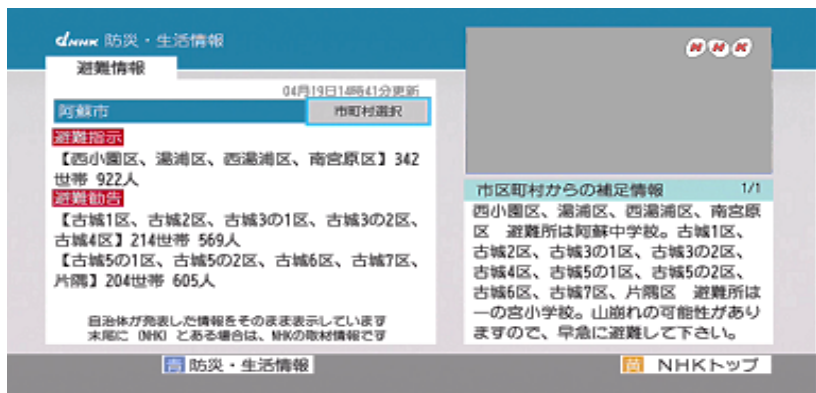 dNHK 防災・生活情報
避難情報
04月19日14時41分更新
阿蘇市
市町村選択
避難指示
【西小園区、湯浦区、西湯浦区、南宮原区】342
世帯 922人
避難勧告
【古城1区、古城2区、古城3の1区、古城3の2区、
古城4区】214世帯 569人
【古城5の1区、古城5の2区、古城6区、古城7区、
片隅】204世帯 605人
自治体が発表した情報をそのまま表示しています
末尾に（NHK）とある場合は、NHKの取材情報です
NHK
市区町村からの補足情報 1/1
西小園区、湯浦区、西湯浦区、南宮原
区　避難所は阿蘇中学校。古城1区、
古城2区、古城3の1区、古城3の2区、
古城4区、古城5の1区、古城5の2区、
古城6区、古城7区、片隅区　避難所は
一の宮小学校。山崩れの可能性があり
ますので、早急に避難して下さい。
青 防災・生活情報
黄 NHKトップ